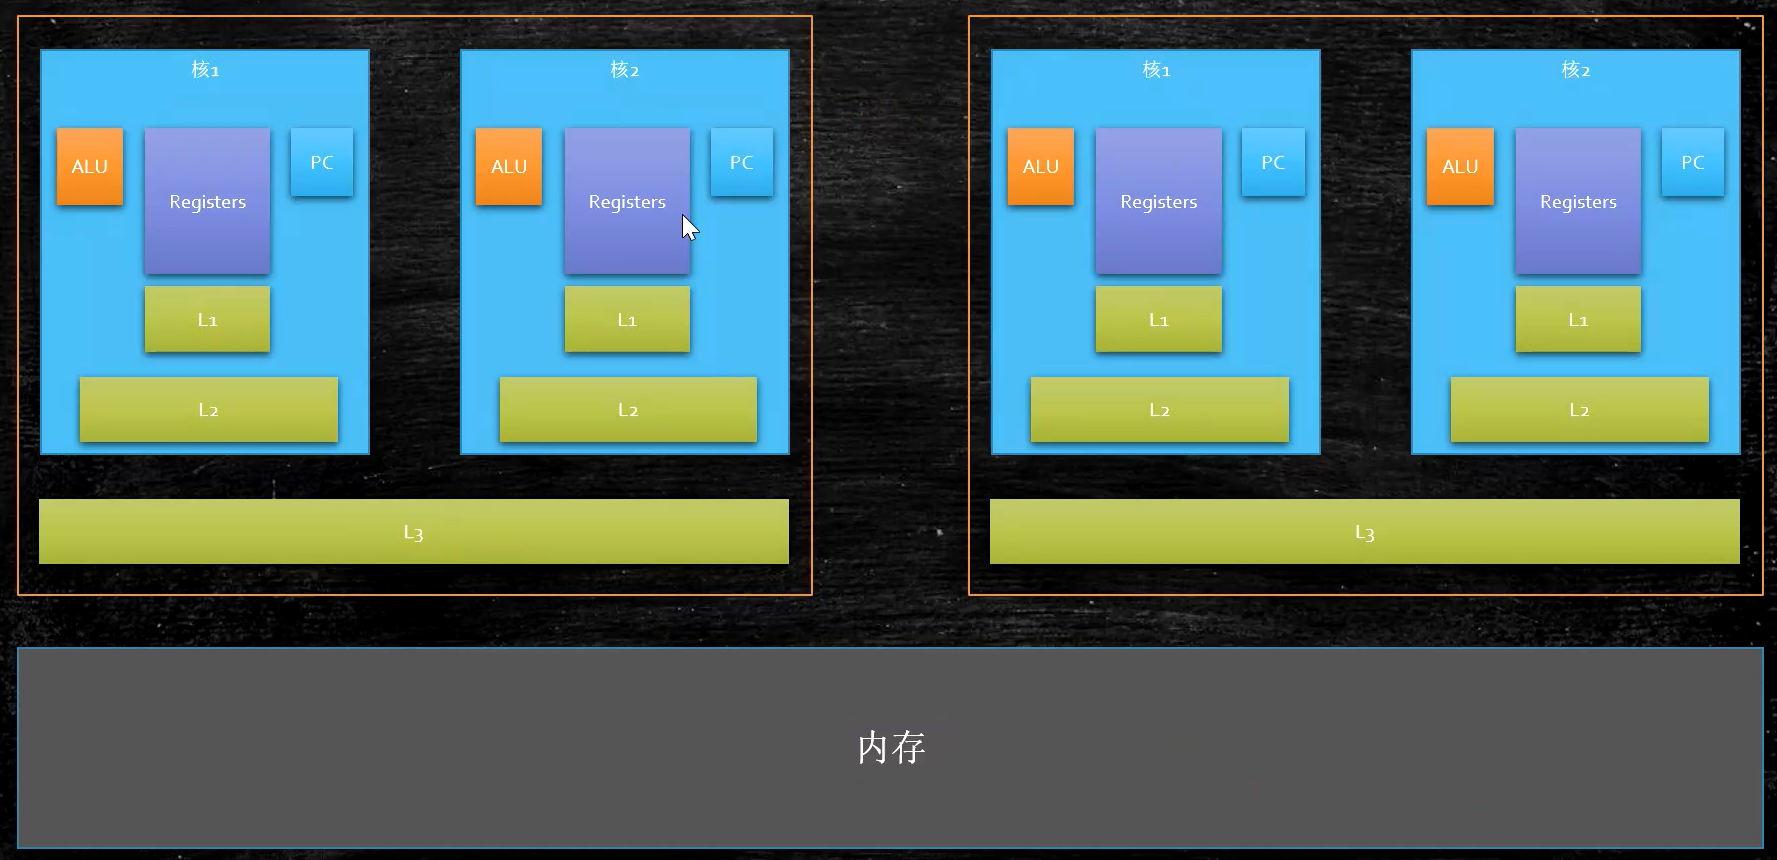 核1
ALU
Registers
PC
L1
L2
核2
ALU
Registers
PC
L1
L2
L3
核1
ALU
Registers
PC
L1
L2
核2
ALU
Registers
PC
L1
L2
L3
内存